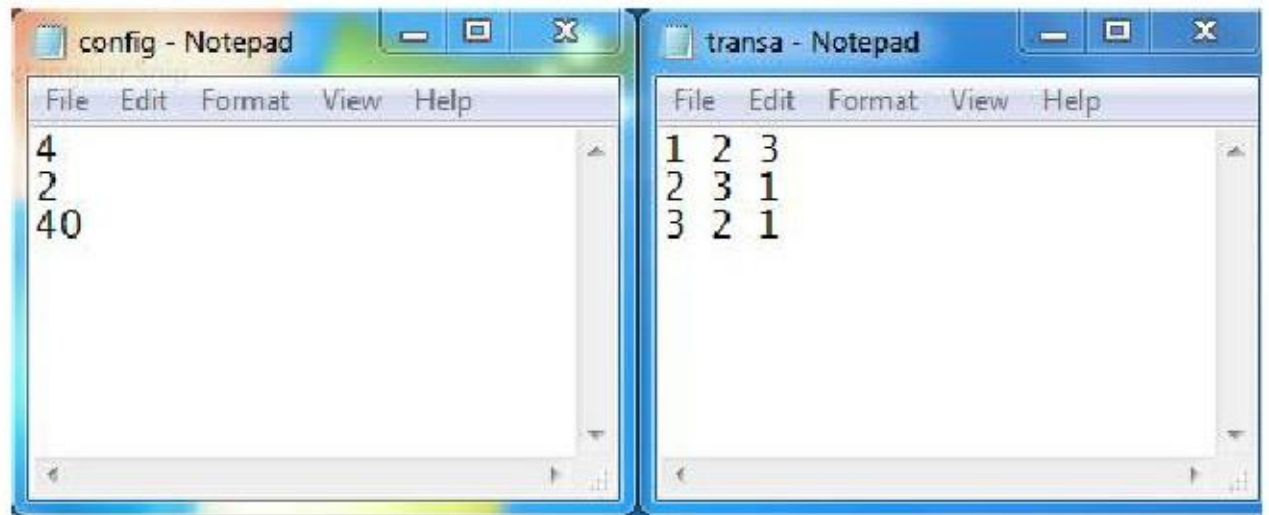 config - Notepad
File Edit Format View Help
4
2
40
transa - Notepad
File Edit Format View Help
1 2 3
2 3 1
3 2 1